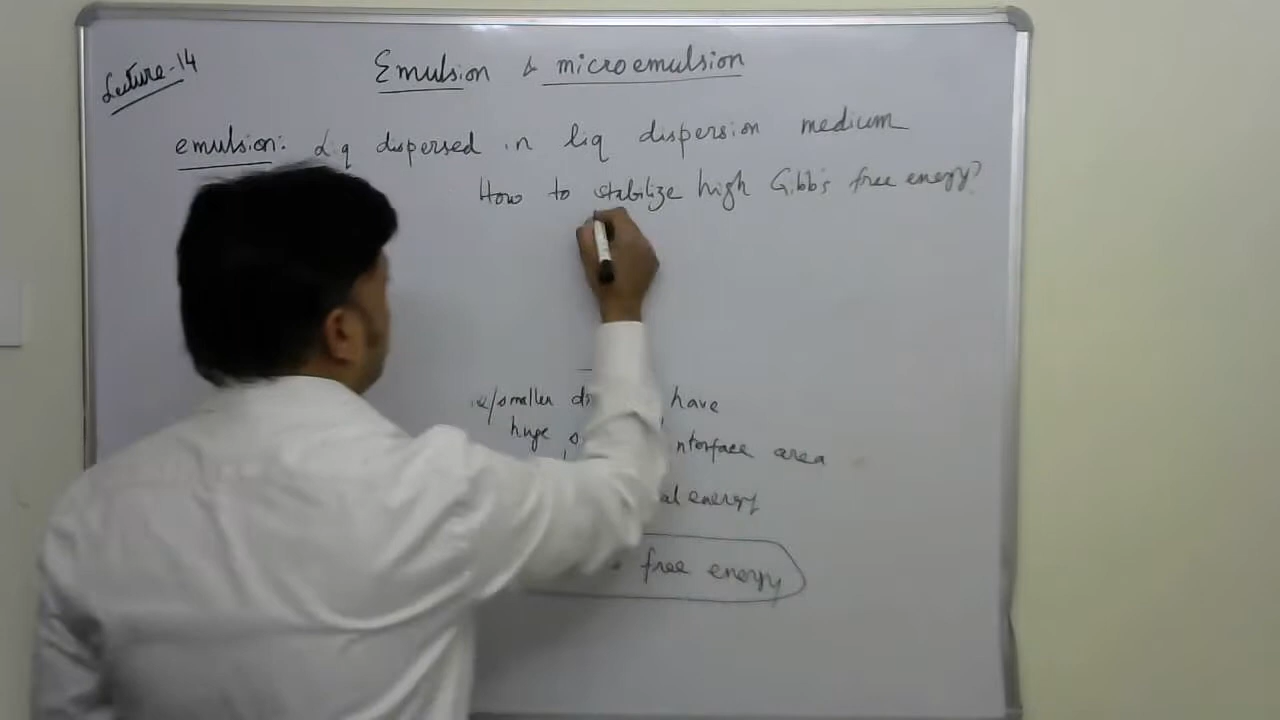 Lecture-14
Emulsion & microemulsion
emulsion: Liq dispersed in liq dispersion medium
How to stabilize high Gibb's free energy?
smaller have
huge interface area
energy
free energy